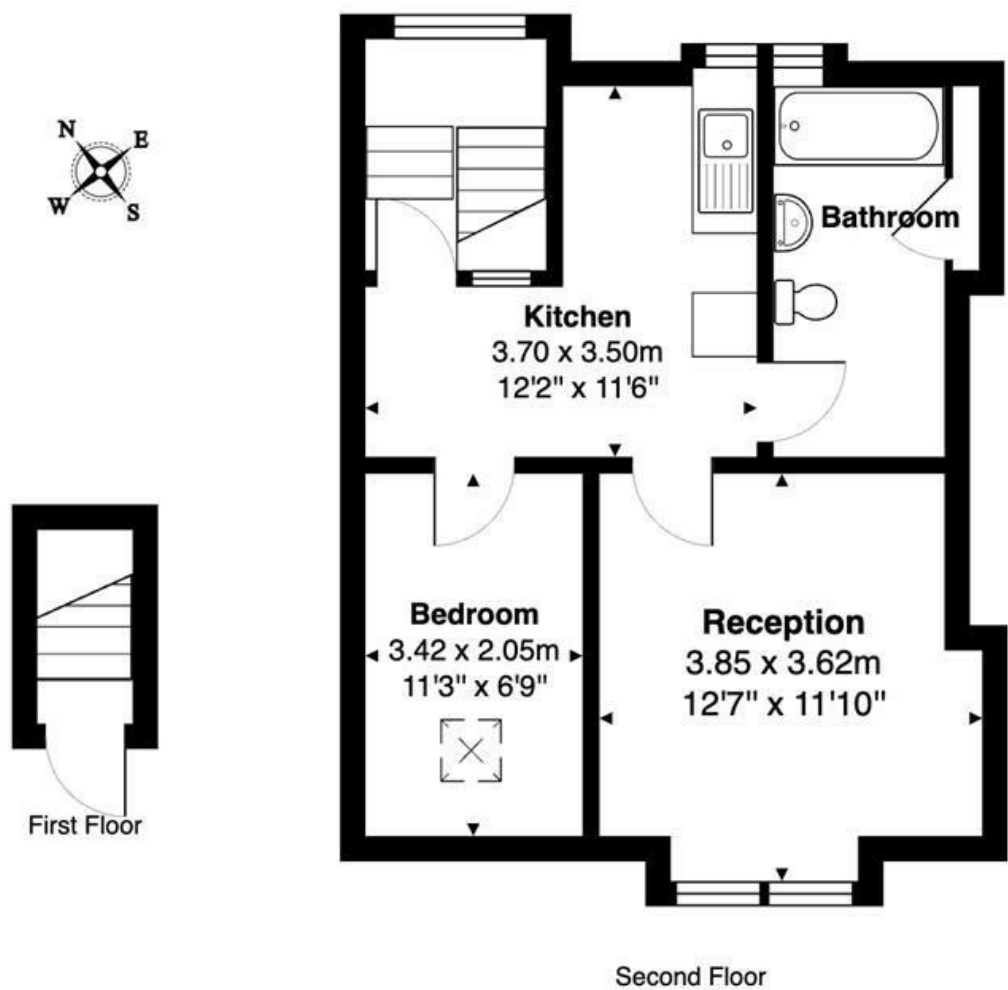 N
E
W
S
Bathroom
Kitchen
3.70 x 3.50m
12'2" x 11'6"
Bedroom
3.42 x 2.05m
11'3" x 6'9"
Reception
3.85 x 3.62m
12'7" x 11'10"
First Floor
Second Floor